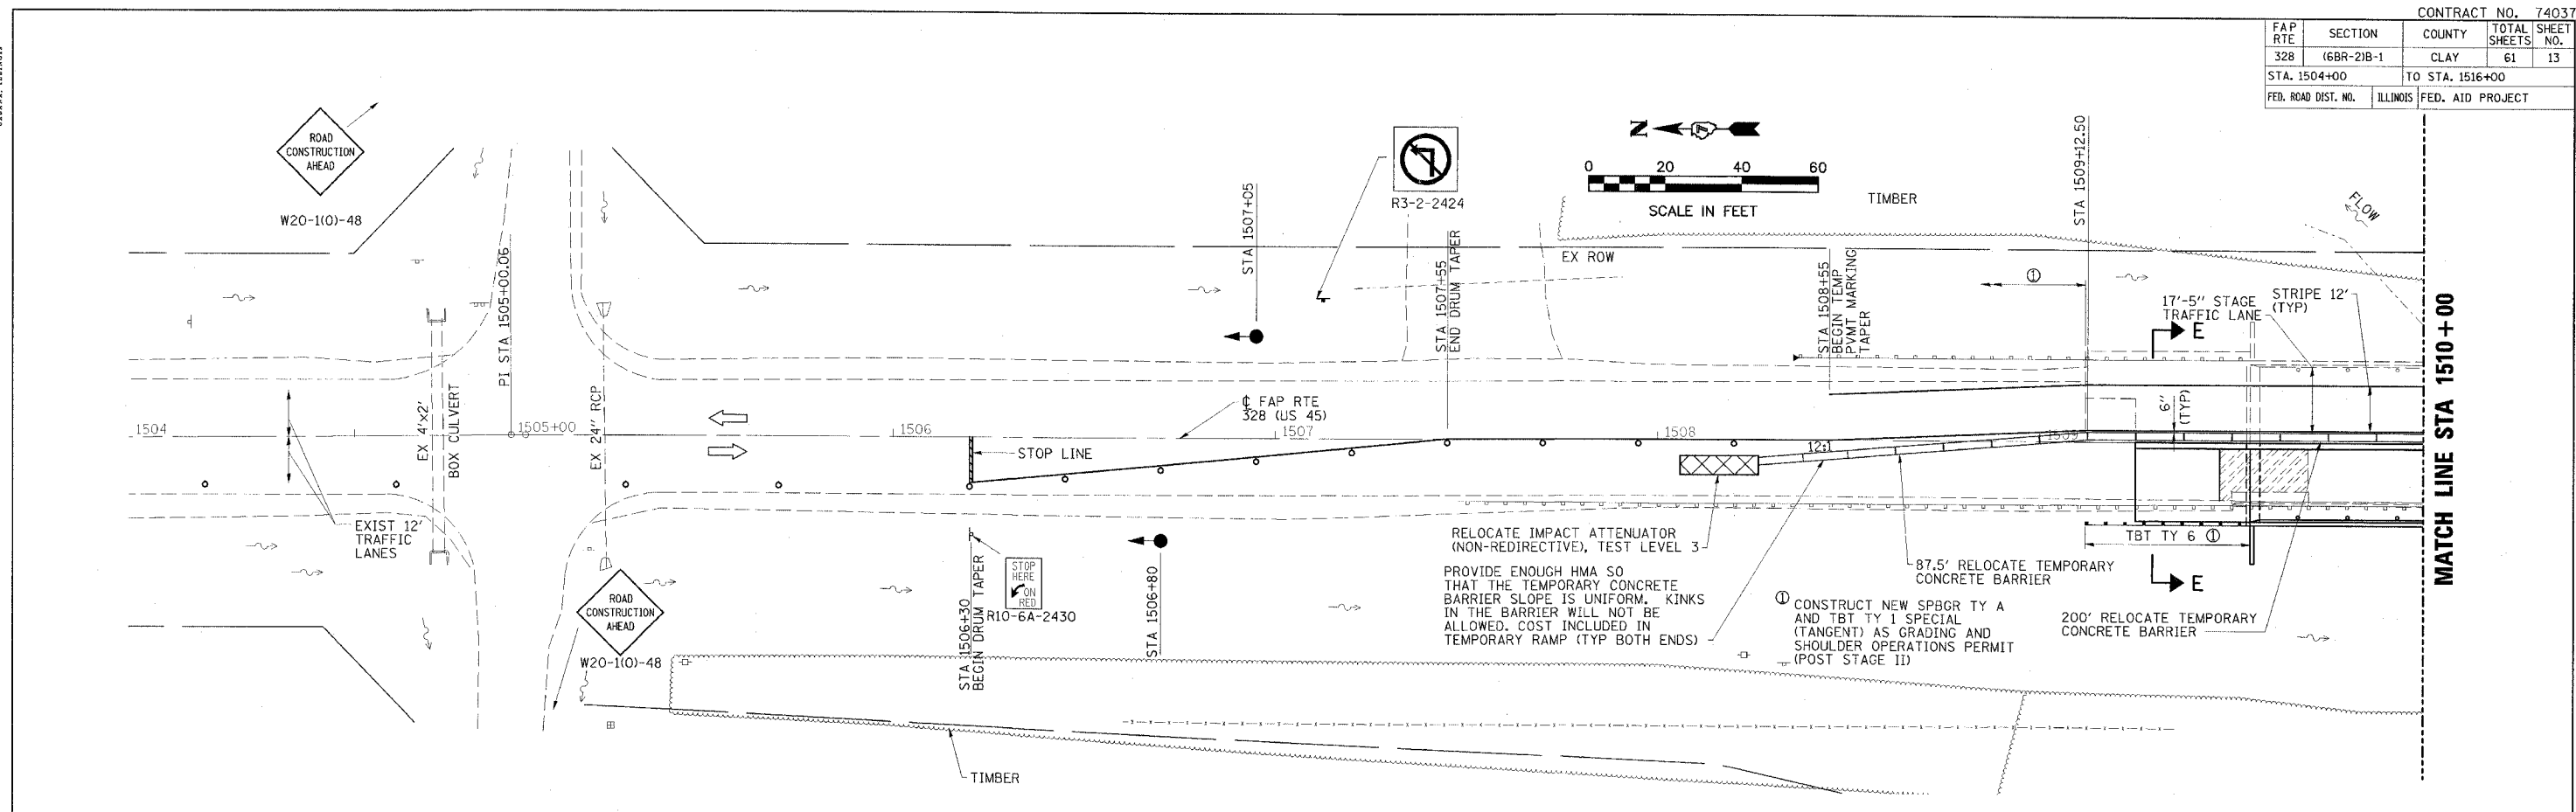 CONTRACT NO. 74037
FAP RTE SECTION COUNTY TOTAL SHEETS SHEET NO.
328 (6BR-2)B-1 CLAY 61 13
STA. 1504+00 TO STA. 1516+00
FED. ROAD DIST. NO. ILLINOIS FED. AID PROJECT
ROAD
CONSTRUCTION
AHEAD
W20-1(O)-48
R3-2-2424
N
0 20 40 60
SCALE IN FEET
TIMBER
FLOW
EX ROW
PI STA 1505+00.06
STA 1507+05
STA 1507+55
END DRUM TAPER
STA 1508+55
BEGIN TEMP
PVMT MARKING
TAPER
STA 1509+12.50
①
17'-5" STAGE
TRAFFIC LANE
STRIPE 12'
(TYP)
E
6"
(TYP)
MATCH LINE STA 1510+00
EX 4'x2'
BOX CULVERT
EX 24" RCP
℄ FAP RTE
328 (US 45)
1504
1505+00
1506
1507
1508
1509
STOP LINE
12:1
EXIST 12'
TRAFFIC
LANES
RELOCATE IMPACT ATTENUATOR
(NON-REDIRECTIVE), TEST LEVEL 3
PROVIDE ENOUGH HMA SO
THAT THE TEMPORARY CONCRETE
BARRIER SLOPE IS UNIFORM. KINKS
IN THE BARRIER WILL NOT BE
ALLOWED. COST INCLUDED IN
TEMPORARY RAMP (TYP BOTH ENDS)
87.5' RELOCATE TEMPORARY
CONCRETE BARRIER
TBT TY 6 ①
E
① CONSTRUCT NEW SPBGR TY A
AND TBT TY 1 SPECIAL
(TANGENT) AS GRADING AND
SHOULDER OPERATIONS PERMIT
(POST STAGE II)
200' RELOCATE TEMPORARY
CONCRETE BARRIER
ROAD
CONSTRUCTION
AHEAD
W20-1(O)-48
STA 1506+30
BEGIN DRUM TAPER
STOP
HERE
ON
RED
R10-6A-2430
STA 1506+80
TIMBER